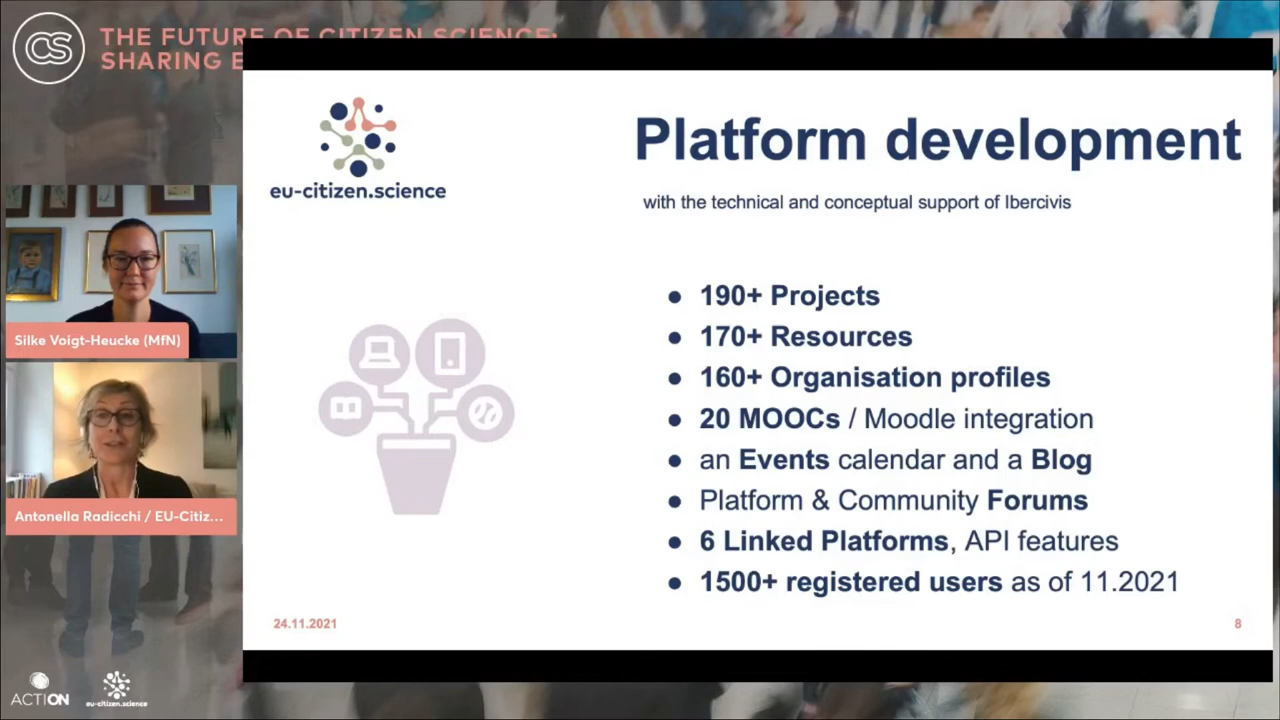 THE FUTURE OF CITIZEN SCIENCE:
SHARING E
CS
eu-citizen.science
Platform development
with the technical and conceptual support of Ibercivis
● 190+ Projects
● 170+ Resources
● 160+ Organisation profiles
● 20 MOOCs / Moodle integration
● an Events calendar and a Blog
● Platform & Community Forums
● 6 Linked Platforms, API features
● 1500+ registered users as of 11.2021
24.11.2021
8
Silke Voigt-Heucke (MfN)
Antonella Radicchi / EU-Citiz...
ACTION
eu-citizen.science